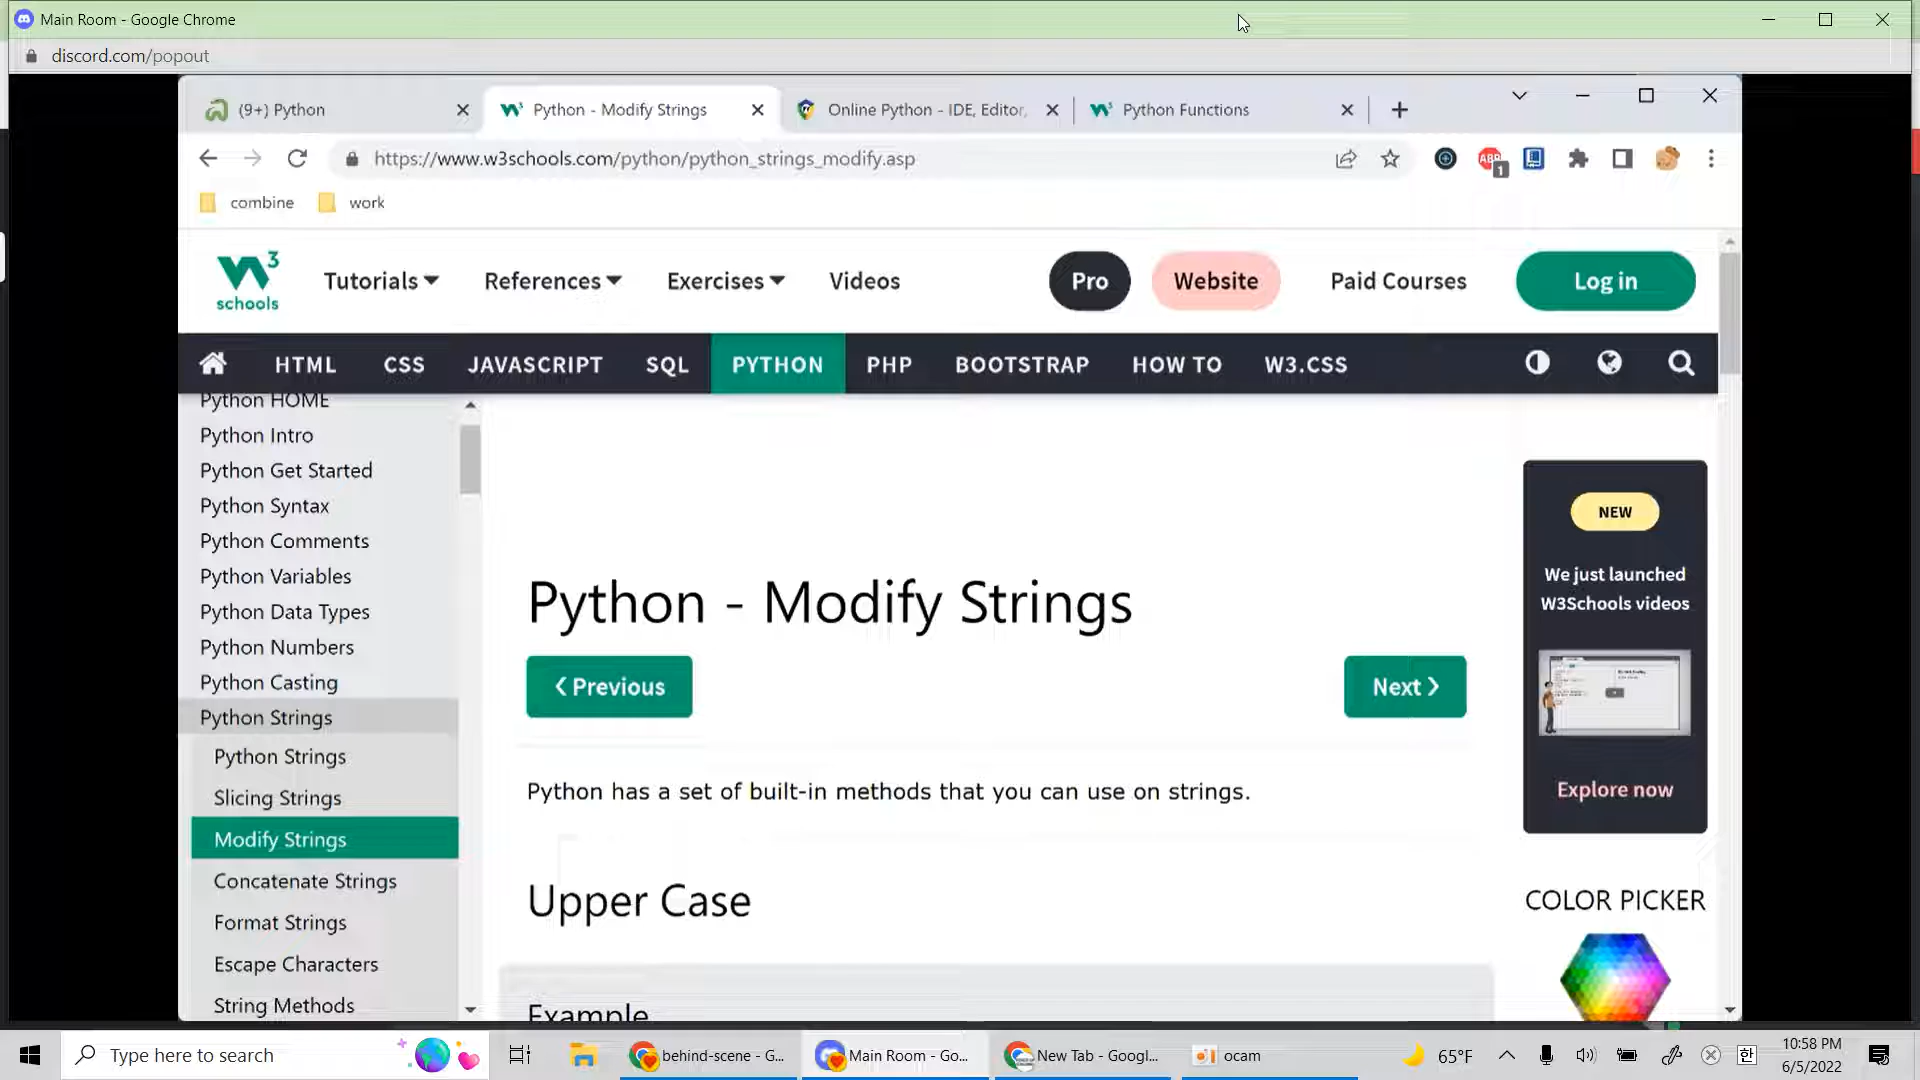 Main Room - Google Chrome
discord.com/popout
(9+) Python
Python - Modify Strings
Online Python - IDE, Editor,
Python Functions
https://www.w3schools.com/python/python_strings_modify.asp
ABP
1
combine
work
W3
schools
Tutorials
References
Exercises
Videos
Pro
Website
Paid Courses
Log in
HTML
CSS
JAVASCRIPT
SQL
PYTHON
PHP
BOOTSTRAP
HOW TO
W3.CSS
Python HOME
Python Intro
Python Get Started
Python Syntax
Python Comments
Python Variables
Python Data Types
Python Numbers
Python Casting
Python Strings
Python Strings
Slicing Strings
Modify Strings
Concatenate Strings
Format Strings
Escape Characters
String Methods
Python - Modify Strings
❮ Previous
Next ❯
Python has a set of built-in methods that you can use on strings.
Upper Case
Example
NEW
We just launched
W3Schools videos
Explore now
COLOR PICKER
Type here to search
behind-scene - G...
Main Room - Go...
New Tab - Googl...
ocam
65°F
한
10:58 PM
6/5/2022